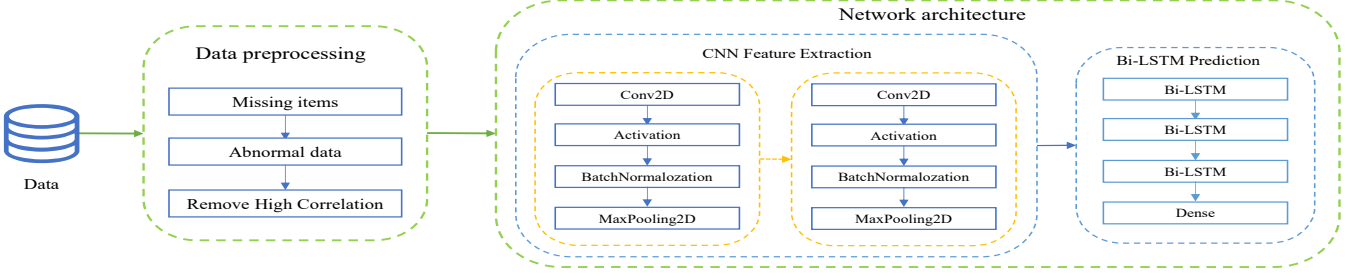 Data
Data preprocessing
Missing items
Abnormal data
Remove High Correlation
Network architecture
CNN Feature Extraction
Conv2D
Activation
BatchNormalozation
MaxPooling2D
Conv2D
Activation
BatchNormalozation
MaxPooling2D
Bi-LSTM Prediction
Bi-LSTM
Bi-LSTM
Bi-LSTM
Dense